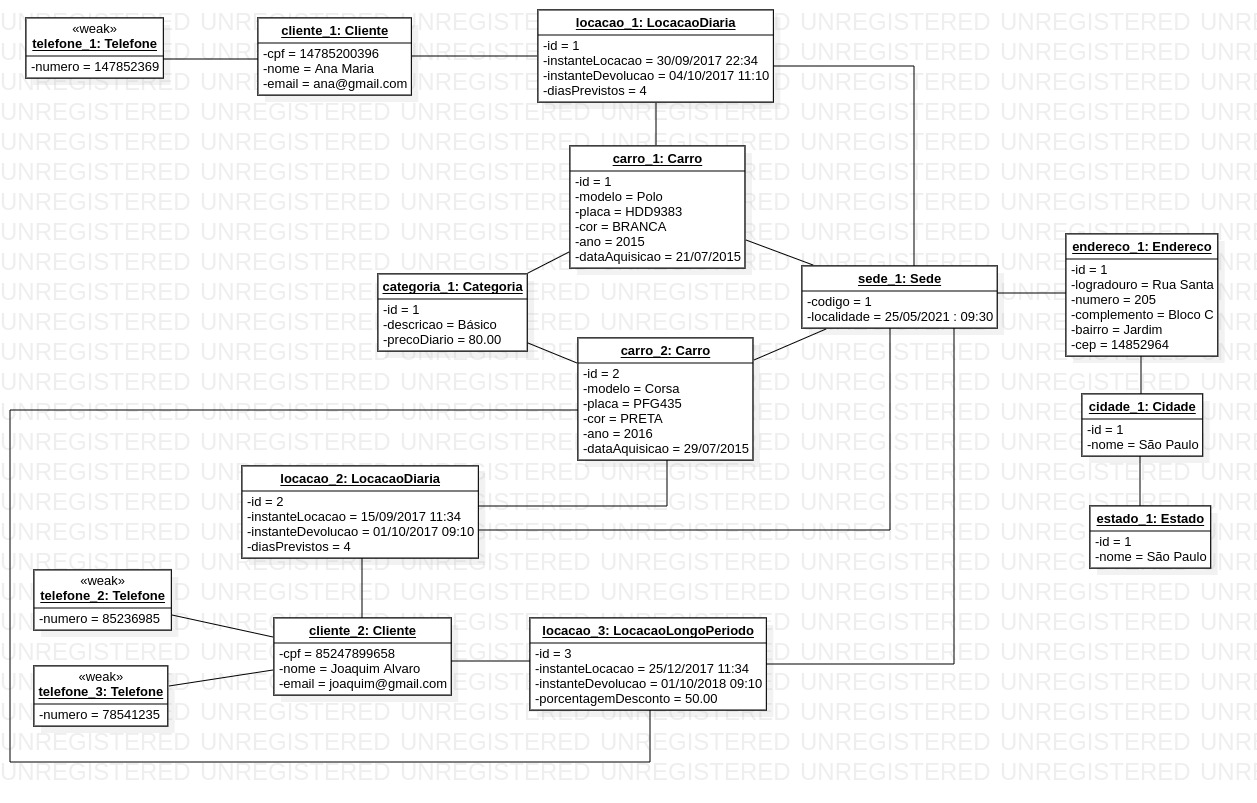 «weak»
telefone_1: Telefone
-numero = 147852369
cliente_1: Cliente
-cpf = 14785200396
-nome = Ana Maria
-email = ana@gmail.com
locacao_1: LocacaoDiaria
-id = 1
-instanteLocacao = 30/09/2017 22:34
-instanteDevolucao = 04/10/2017 11:10
-diasPrevistos = 4
carro_1: Carro
-id = 1
-modelo = Polo
-placa = HDD9383
-cor = BRANCA
-ano = 2015
-dataAquisicao = 21/07/2015
categoria_1: Categoria
-id = 1
-descricao = Básico
-precoDiario = 80.00
sede_1: Sede
-codigo = 1
-localidade = 25/05/2021 : 09:30
endereco_1: Endereco
-id = 1
-logradouro = Rua Santa
-numero = 205
-complemento = Bloco C
-bairro = Jardim
-cep = 14852964
carro_2: Carro
-id = 2
-modelo = Corsa
-placa = PFG435
-cor = PRETA
-ano = 2016
-dataAquisicao = 29/07/2015
cidade_1: Cidade
-id = 1
-nome = São Paulo
estado_1: Estado
-id = 1
-nome = São Paulo
locacao_2: LocacaoDiaria
-id = 2
-instanteLocacao = 15/09/2017 11:34
-instanteDevolucao = 01/10/2017 09:10
-diasPrevistos = 4
«weak»
telefone_2: Telefone
-numero = 85236985
«weak»
telefone_3: Telefone
-numero = 78541235
cliente_2: Cliente
-cpf = 85247899658
-nome = Joaquim Alvaro
-email = joaquim@gmail.com
locacao_3: LocacaoLongoPeriodo
-id = 3
-instanteLocacao = 25/12/2017 11:34
-instanteDevolucao = 01/10/2018 09:10
-porcentagemDesconto = 50.00
UNREGISTERED